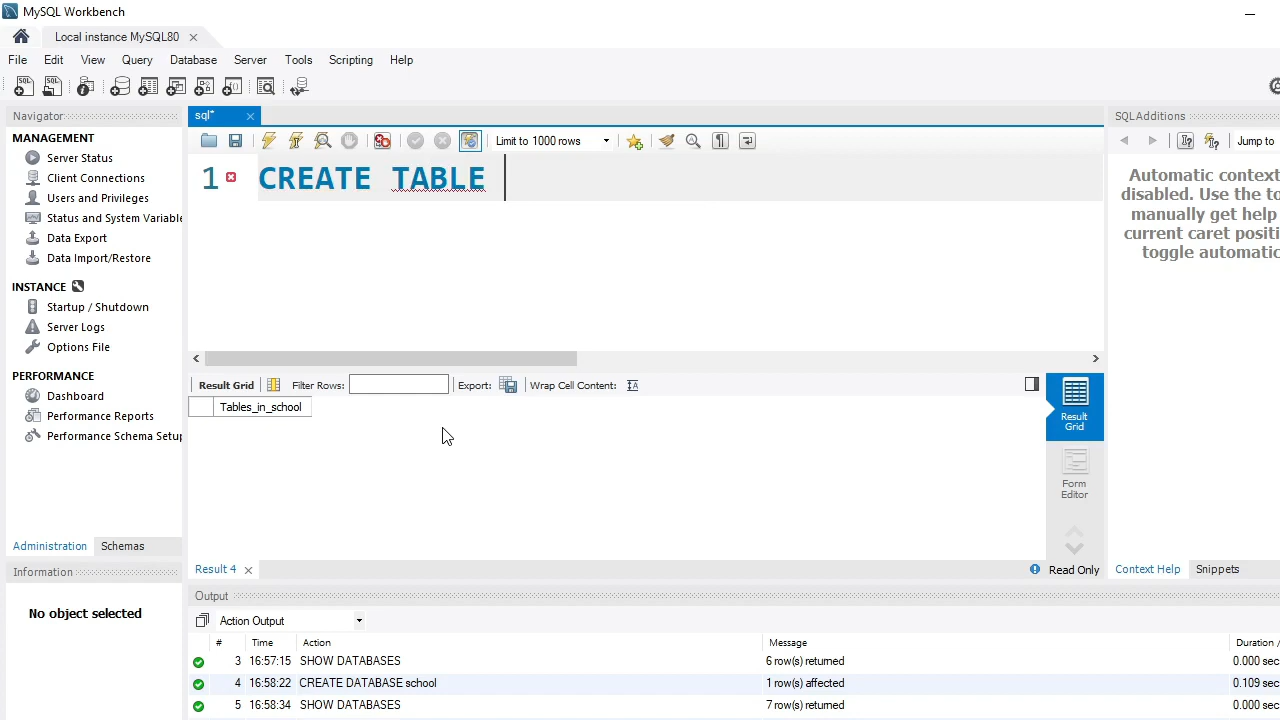 MySQL Workbench
Local instance MySQL80
File Edit View Query Database Server Tools Scripting Help
Navigator
MANAGEMENT
Server Status
Client Connections
Users and Privileges
Status and System Variable
Data Export
Data Import/Restore
INSTANCE
Startup / Shutdown
Server Logs
Options File
PERFORMANCE
Dashboard
Performance Reports
Performance Schema Setup
Administration Schemas
Information
No object selected
sql*
Limit to 1000 rows
1 CREATE TABLE
Result Grid Filter Rows: Export: Wrap Cell Content:
Tables_in_school
Result Grid
Form Editor
Result 4
Read Only
SQLAdditions
Jump to
Automatic context
disabled. Use the to
manually get help
current caret positi
toggle automatic
Context Help Snippets
Output
Action Output
# Time Action Message Duration /
3 16:57:15 SHOW DATABASES 6 row(s) returned 0.000 sec
4 16:58:22 CREATE DATABASE school 1 row(s) affected 0.109 sec
5 16:58:34 SHOW DATABASES 7 row(s) returned 0.000 sec